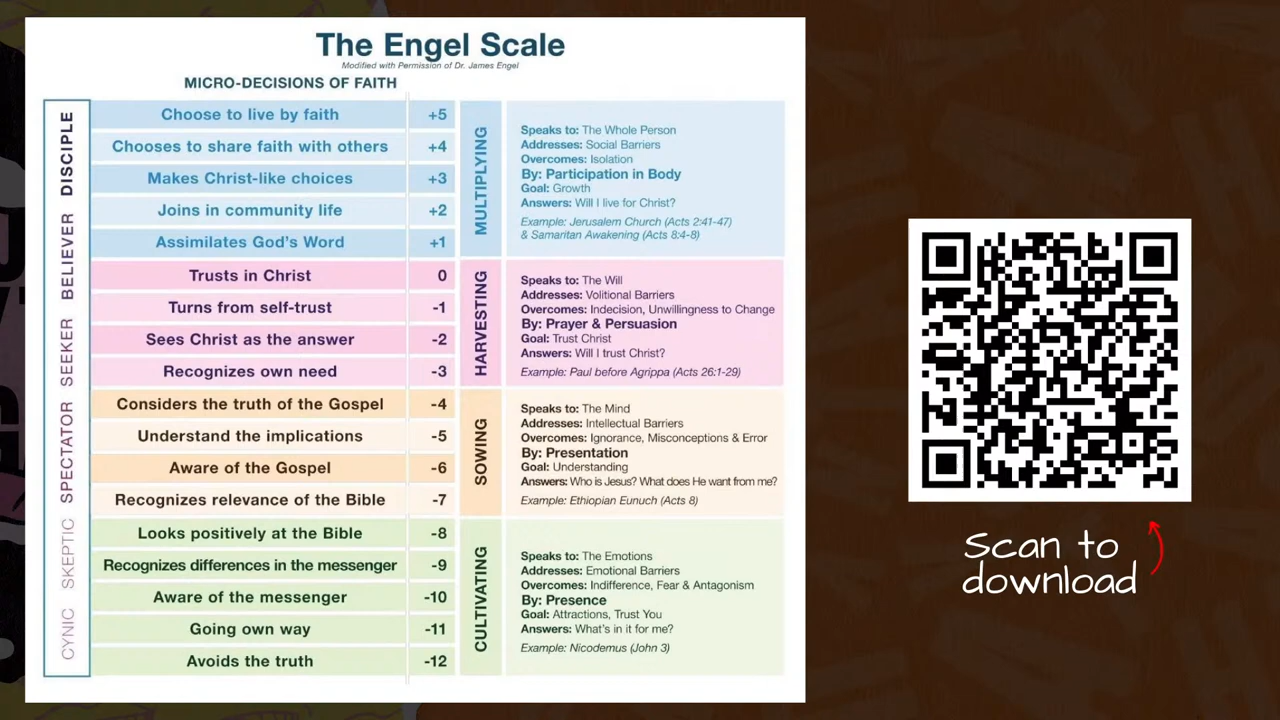 The Engel Scale
Modified with Permission of Dr. James Engel
MICRO-DECISIONS OF FAITH
DISCIPLE
BELIEVER
SEEKER
SPECTATOR
SKEPTIC
CYNIC
Choose to live by faith +5
Chooses to share faith with others +4
Makes Christ-like choices +3
Joins in community life +2
Assimilates God's Word +1
MULTIPLYING
Speaks to: The Whole Person
Addresses: Social Barriers
Overcomes: Isolation
By: Participation in Body
Goal: Growth
Answers: Will I live for Christ?
Example: Jerusalem Church (Acts 2:41-47)
& Samaritan Awakening (Acts 8:4-8)
Trusts in Christ 0
Turns from self-trust -1
Sees Christ as the answer -2
Recognizes own need -3
HARVESTING
Speaks to: The Will
Addresses: Volitional Barriers
Overcomes: Indecision, Unwillingness to Change
By: Prayer & Persuasion
Goal: Trust Christ
Answers: Will I trust Christ?
Example: Paul before Agrippa (Acts 26:1-29)
Considers the truth of the Gospel -4
Understand the implications -5
Aware of the Gospel -6
Recognizes relevance of the Bible -7
SOWING
Speaks to: The Mind
Addresses: Intellectual Barriers
Overcomes: Ignorance, Misconceptions & Error
By: Presentation
Goal: Understanding
Answers: Who is Jesus? What does He want from me?
Example: Ethiopian Eunuch (Acts 8)
Looks positively at the Bible -8
Recognizes differences in the messenger -9
Aware of the messenger -10
Going own way -11
Avoids the truth -12
CULTIVATING
Speaks to: The Emotions
Addresses: Emotional Barriers
Overcomes: Indifference, Fear & Antagonism
By: Presence
Goal: Attractions, Trust You
Answers: What's in it for me?
Example: Nicodemus (John 3)
Scan to
download